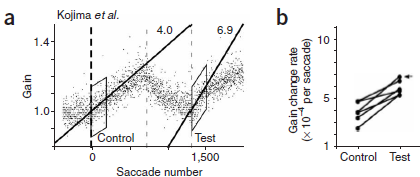 a
Kojima et al.
4.0
6.9
1.4
1.0
Gain
Control
Test
0
1,500
Saccade number
b
Gain change rate
(× 10⁻⁴ per saccade)
10
5
1
Control
Test